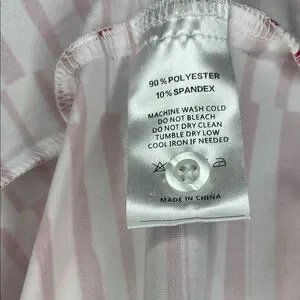 90% POLYESTER
10% SPANDEX
MACHINE WASH COLD
DO NOT BLEACH
DO NOT DRY CLEAN
TUMBLE DRY LOW
COOL IRON IF NEEDED
MADE IN CHINA